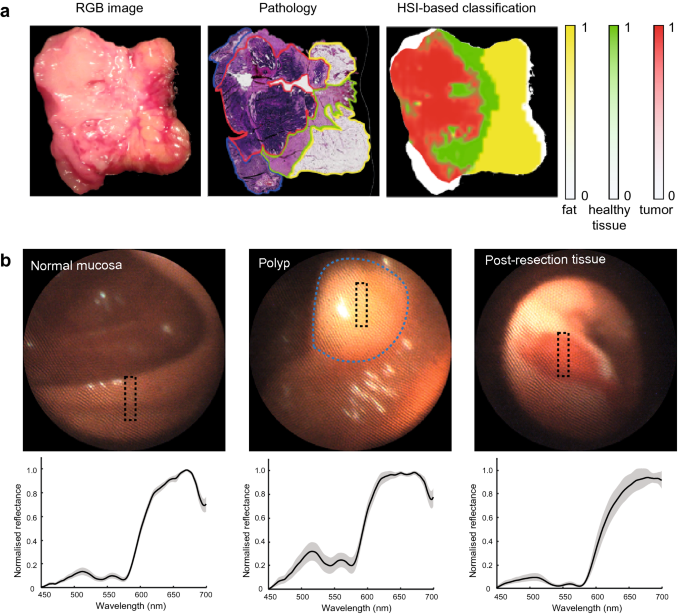 a
RGB image
Pathology
HSI-based classification
1
1
1
0
0
0
fat
healthy
tissue
tumor
b
Normal mucosa
Polyp
Post-resection tissue
Normalised reflectance
1.0
0.8
0.6
0.4
0.2
0
450
500
550
600
650
700
Wavelength (nm)
Normalised reflectance
1.0
0.8
0.6
0.4
0.2
0
450
500
550
600
650
700
Wavelength (nm)
Normalised reflectance
1.0
0.8
0.6
0.4
0.2
0
450
500
550
600
650
700
Wavelength (nm)